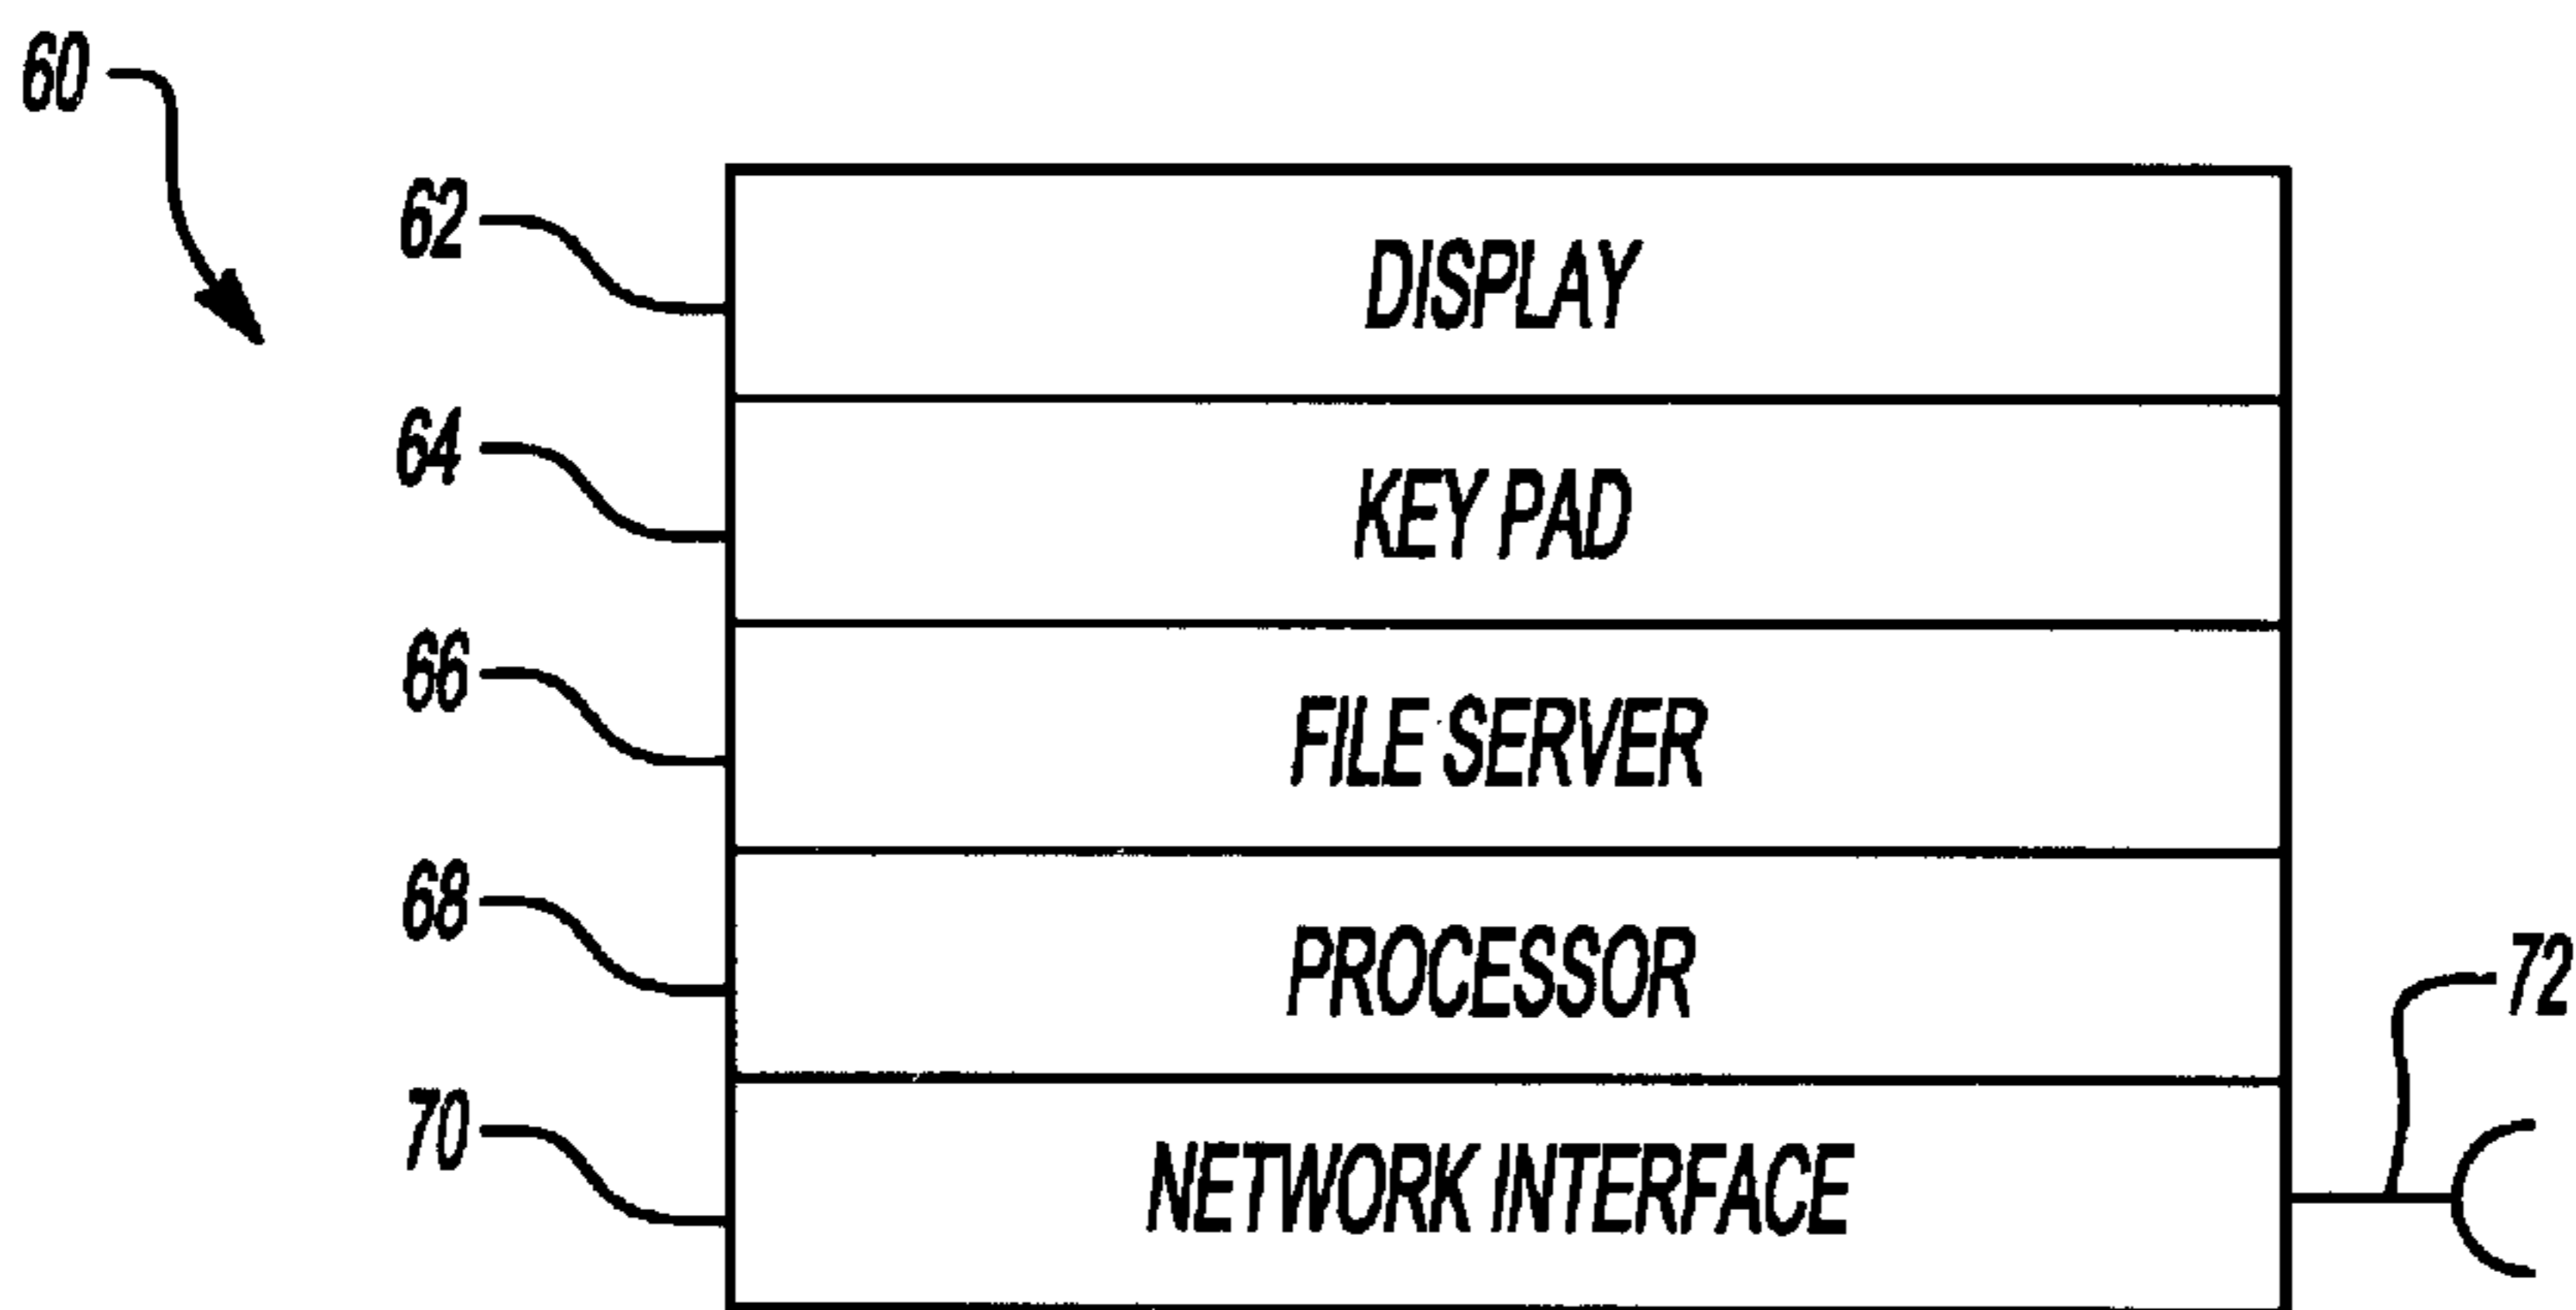 60
62
DISPLAY
64
KEY PAD
66
FILE SERVER
68
PROCESSOR
72
70
NETWORK INTERFACE